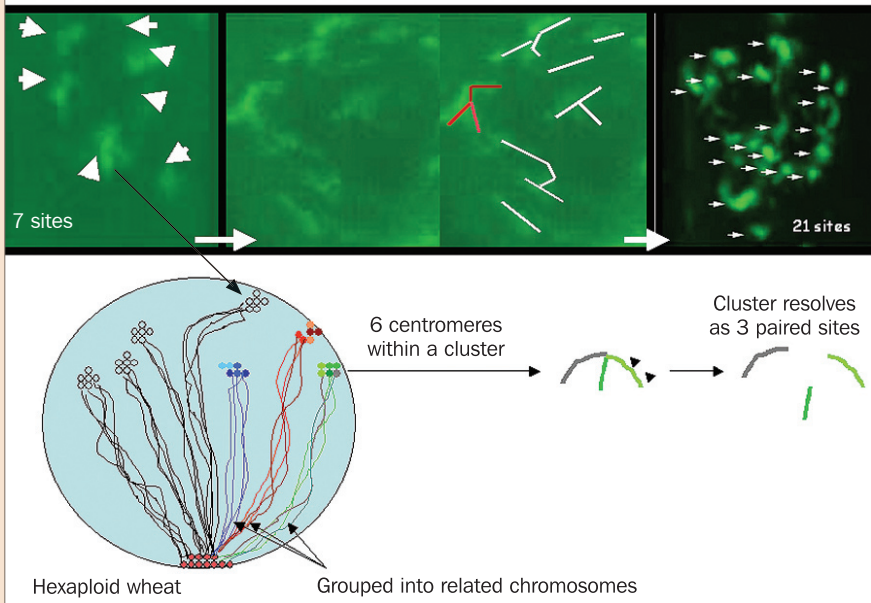 7 sites
21 sites
6 centromeres
within a cluster
Cluster resolves
as 3 paired sites
Hexaploid wheat
Grouped into related chromosomes